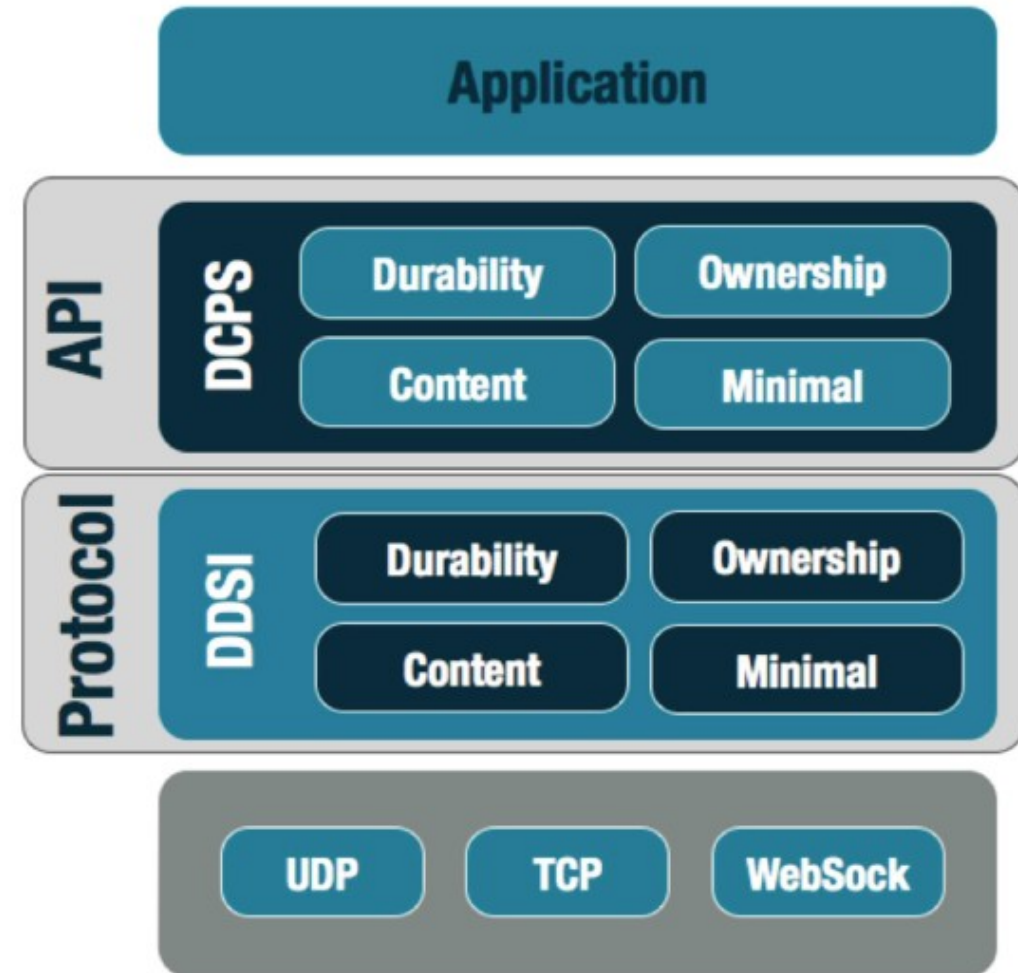 Application
API
DCPS
Durability
Ownership
Content
Minimal
Protocol
DDSI
Durability
Ownership
Content
Minimal
UDP
TCP
WebSock